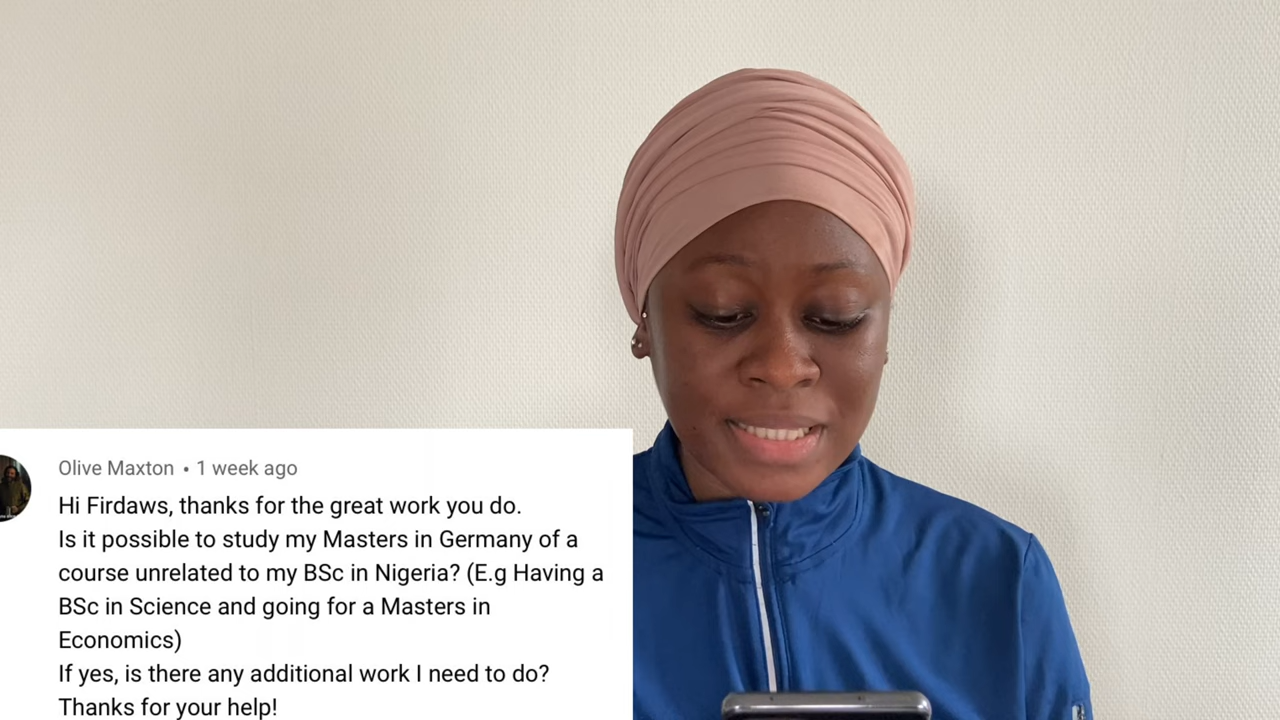 Olive Maxton • 1 week ago
Hi Firdaws, thanks for the great work you do.
Is it possible to study my Masters in Germany of a
course unrelated to my BSc in Nigeria? (E.g Having a
BSc in Science and going for a Masters in
Economics)
If yes, is there any additional work I need to do?
Thanks for your help!